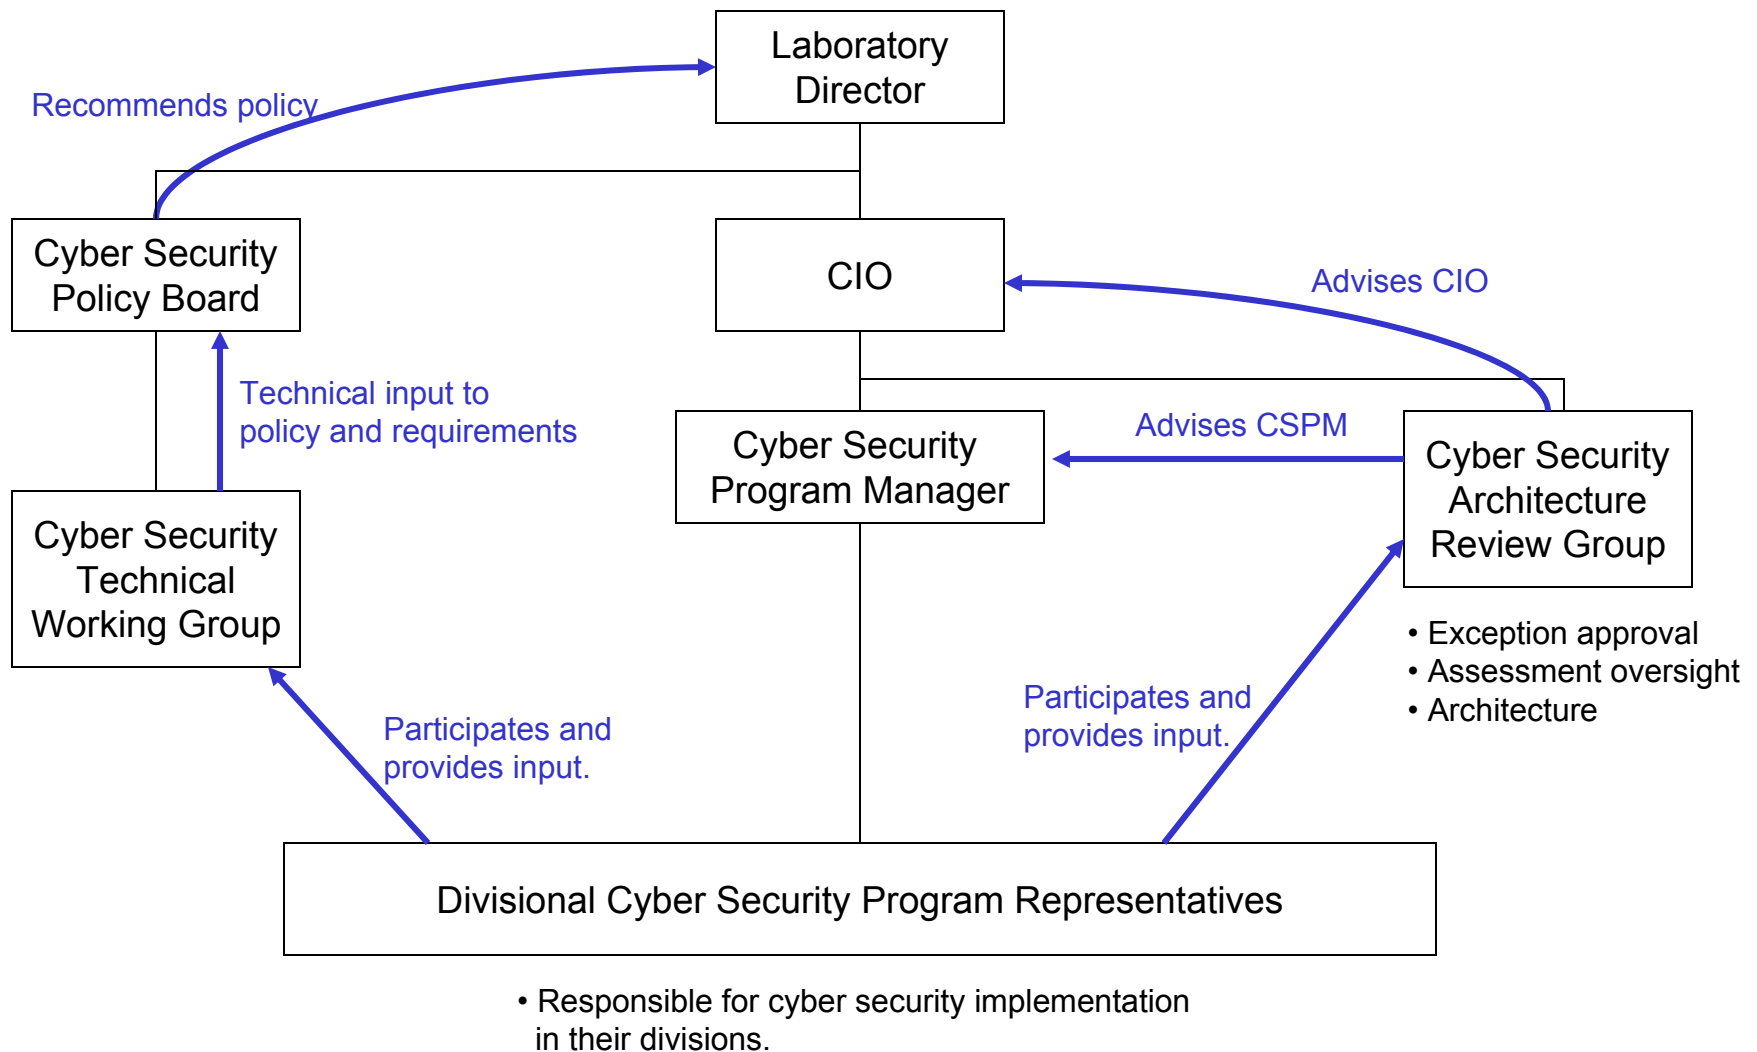 Laboratory
Director
Recommends policy
Cyber Security
Policy Board
CIO
Advises CIO
Technical input to
policy and requirements
Cyber Security
Program Manager
Advises CSPM
Cyber Security
Architecture
Review Group
Cyber Security
Technical
Working Group
• Exception approval
• Assessment oversight
• Architecture
Participates and
provides input.
Participates and
provides input.
Divisional Cyber Security Program Representatives
• Responsible for cyber security implementation
in their divisions.